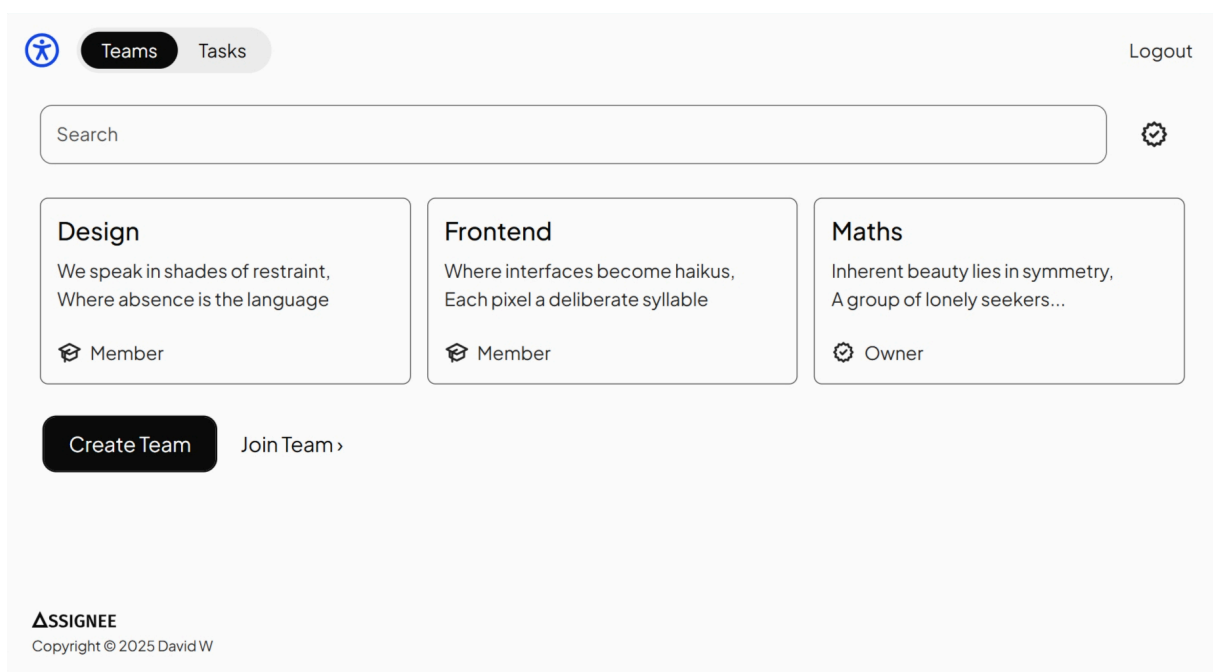 Teams
Tasks
Logout
Search
Design
We speak in shades of restraint,
Where absence is the language
Member
Frontend
Where interfaces become haikus,
Each pixel a deliberate syllable
Member
Maths
Inherent beauty lies in symmetry,
A group of lonely seekers...
Owner
Create Team
Join Team ›
ASSIGNEE
Copyright © 2025 David W